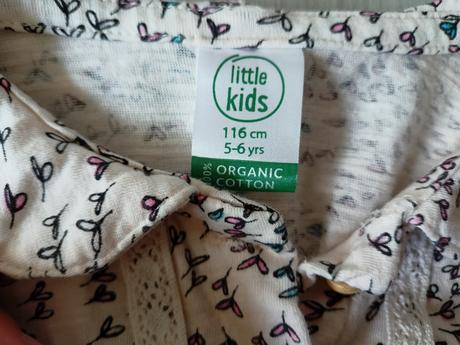 little
kids
116 cm
5-6 yrs
100% ORGANIC
COTTON